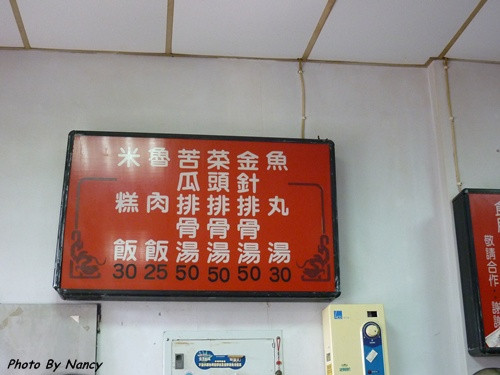 魚丸湯 30
金針排骨湯 50
菜頭排骨湯 50
苦瓜排骨湯 50
魯肉飯 25
米糕飯 30
敬請合作
Photo By Nancy